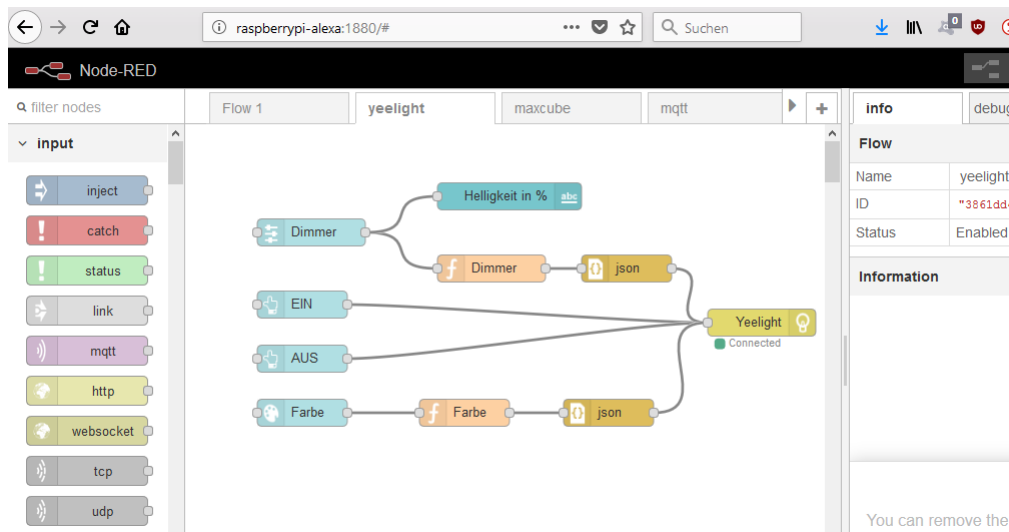 raspberrypi-alexa:1880/#
Suchen
0
Node-RED
filter nodes
Flow 1
yeelight
maxcube
mqtt
+
info
debug
input
inject
catch
status
link
mqtt
http
websocket
tcp
udp
Dimmer
Helligkeit in %
abc
Dimmer
json
EIN
AUS
Yeelight
Connected
Farbe
Farbe
json
Flow
Name
yeelight
ID
"3861dd
Status
Enabled
Information
You can remove the